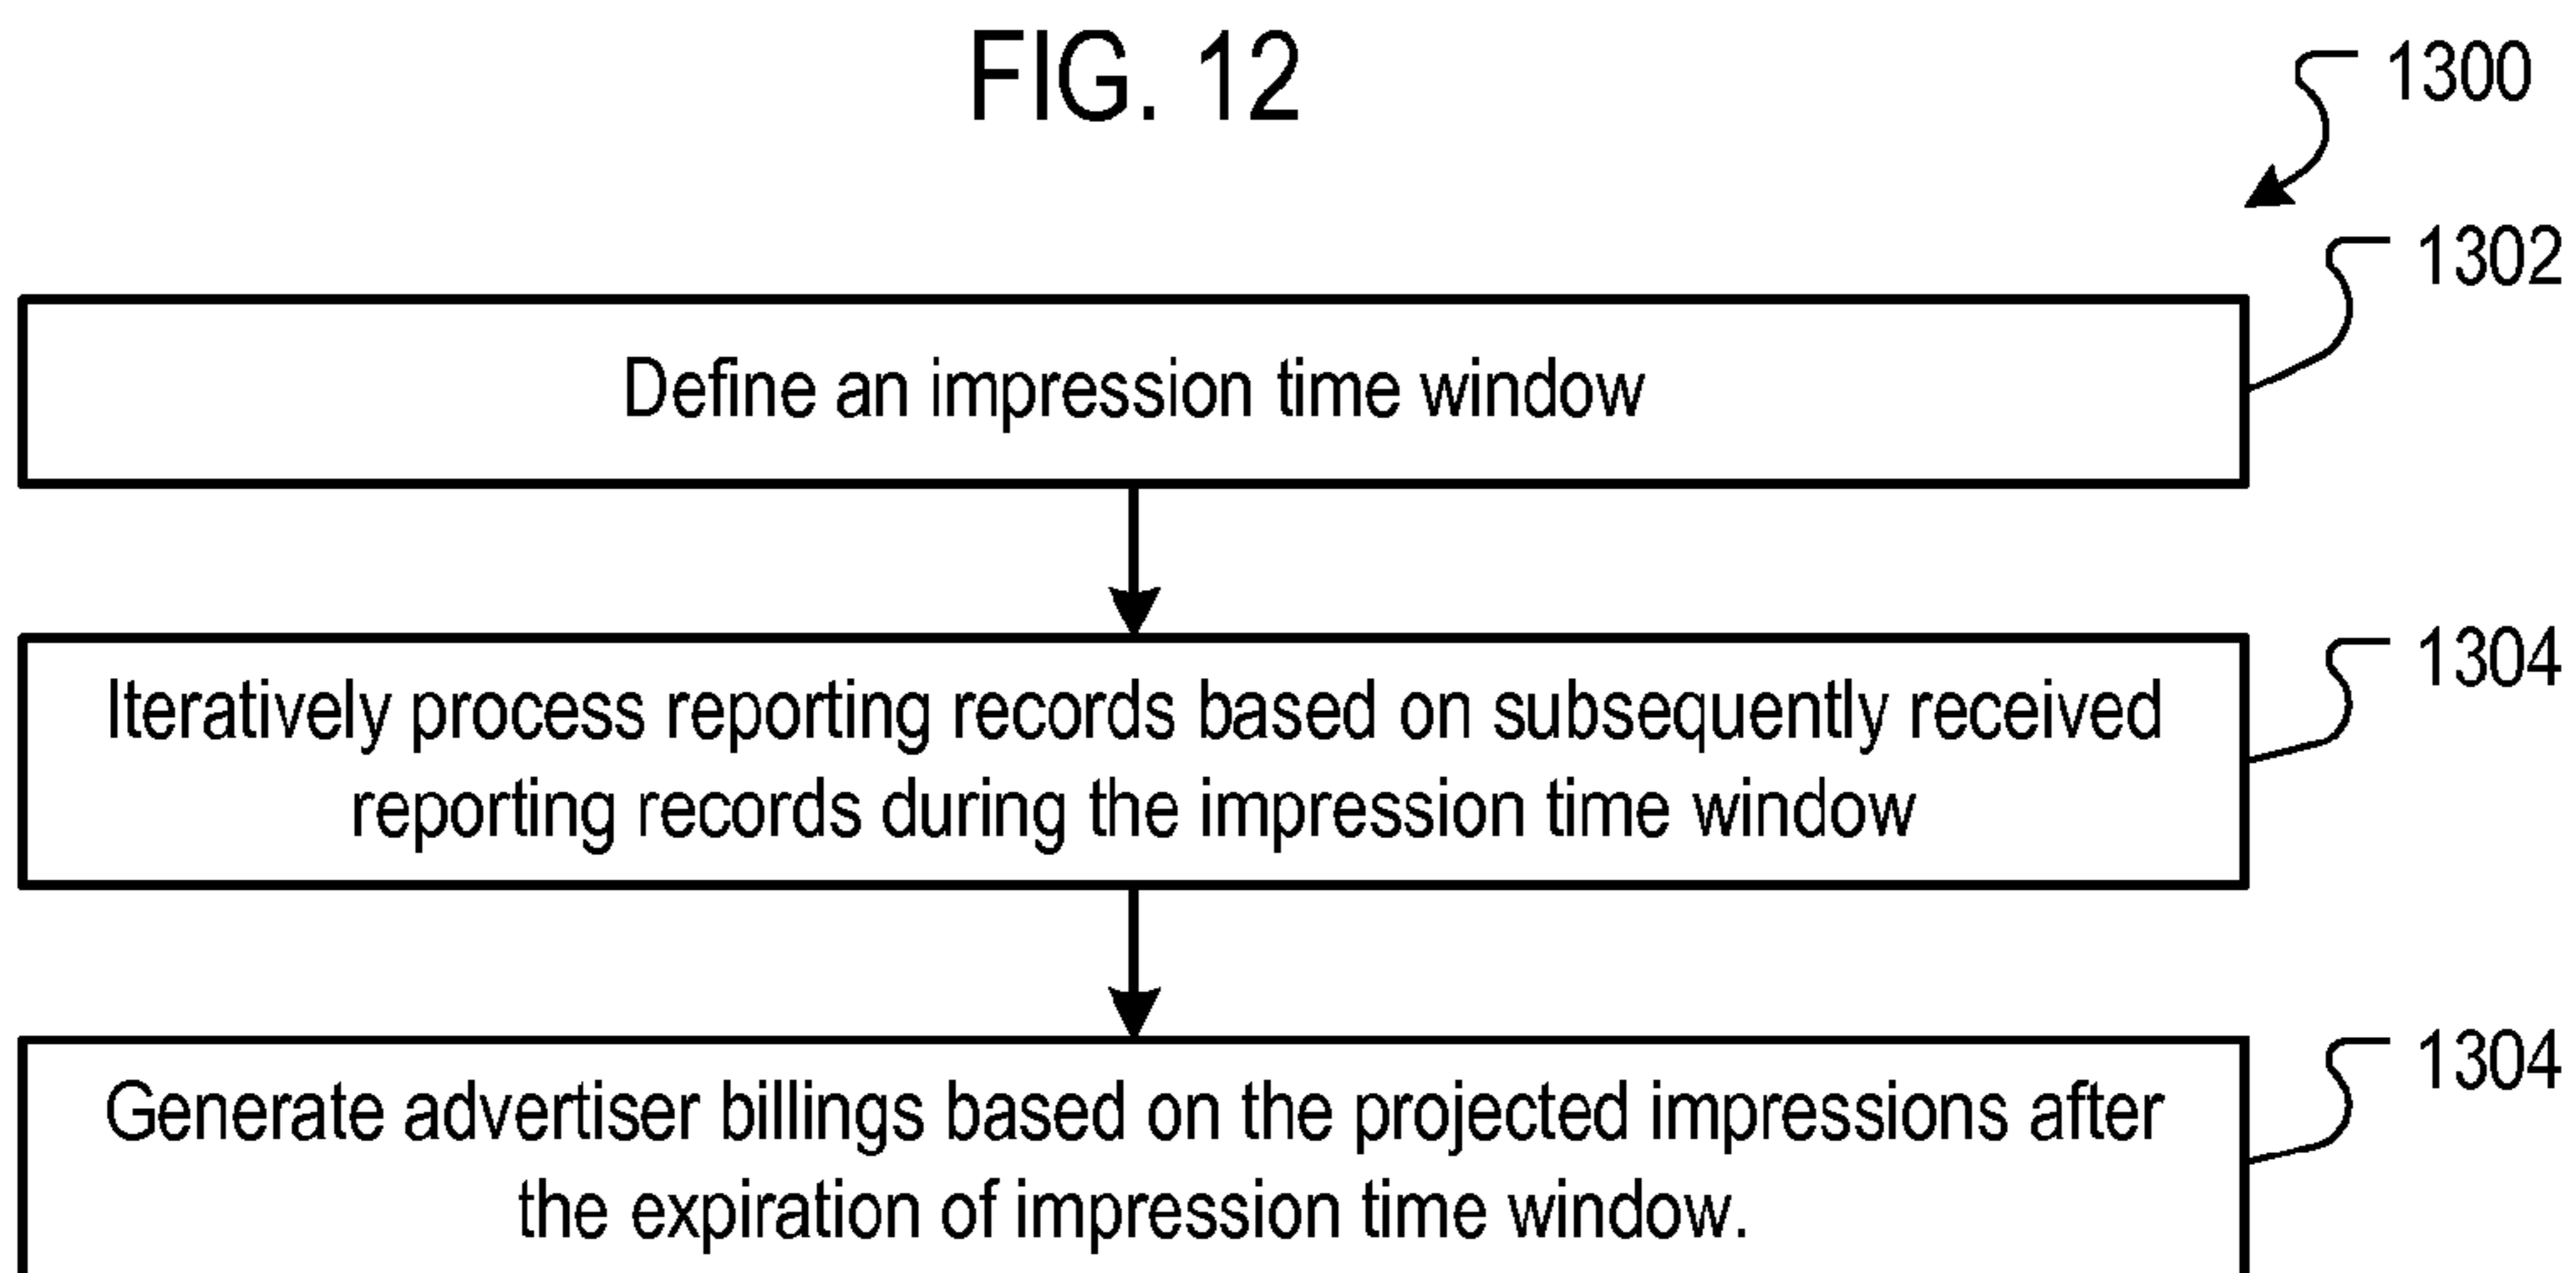 FIG. 12
1300
1302
Define an impression time window
1304
Iteratively process reporting records based on subsequently received
reporting records during the impression time window
1304
Generate advertiser billings based on the projected impressions after
the expiration of impression time window.